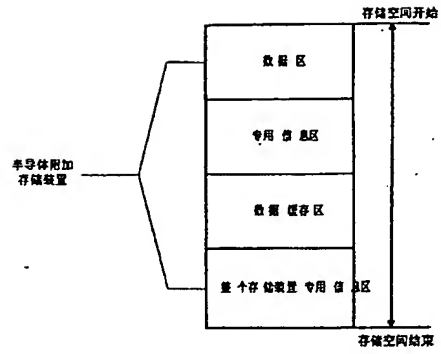 存储空间开始
数据区
专用信息区
半导体附加
存储装置
数据缓存区
整个存储装置专用信息区
存储空间结束